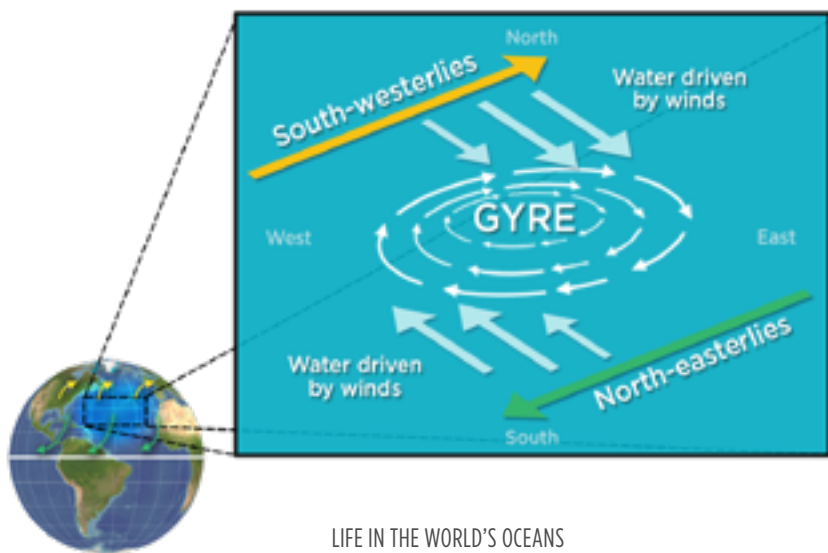 North
South-westerlies
Water driven
by winds
GYRE
West
East
Water driven
by winds
North-easterlies
South
LIFE IN THE WORLD'S OCEANS